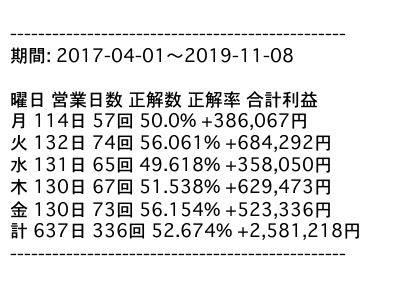 ------------------------------------------------
期間: 2017-04-01〜2019-11-08
曜日 営業日数 正解数 正解率 合計利益
月 114日 57回 50.0% +386,067円
火 132日 74回 56.061% +684,292円
水 131日 65回 49.618% +358,050円
木 130日 67回 51.538% +629,473円
金 130日 73回 56.154% +523,336円
計 637日 336回 52.674% +2,581,218円
------------------------------------------------